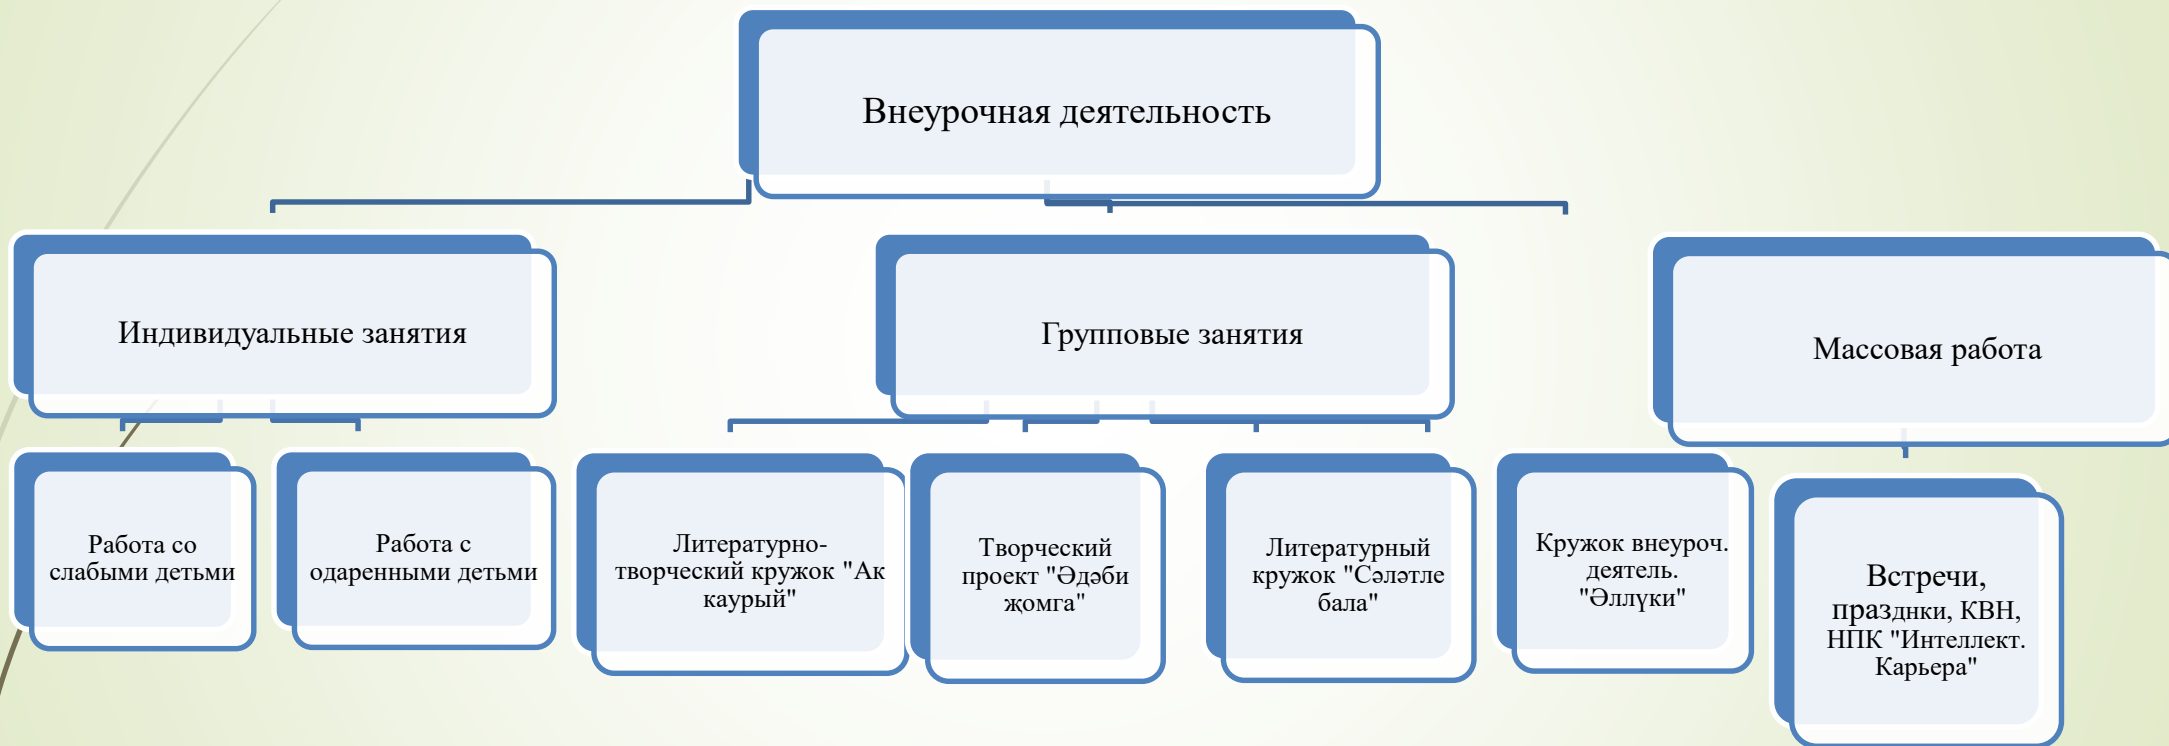 Внеурочная деятельность
Индивидуальные занятия
Групповые занятия
Массовая работа
Работа со
слабыми детьми
Работа с
одаренными детьми
Литературно-
творческий кружок "Ак
каурый"
Творческий
проект "Әдәби
җомга"
Литературный
кружок "Сәләтле
бала"
Кружок внеуроч.
деятель.
"Әллүки"
Встречи,
празднки, КВН,
НПК "Интеллект.
Карьера"